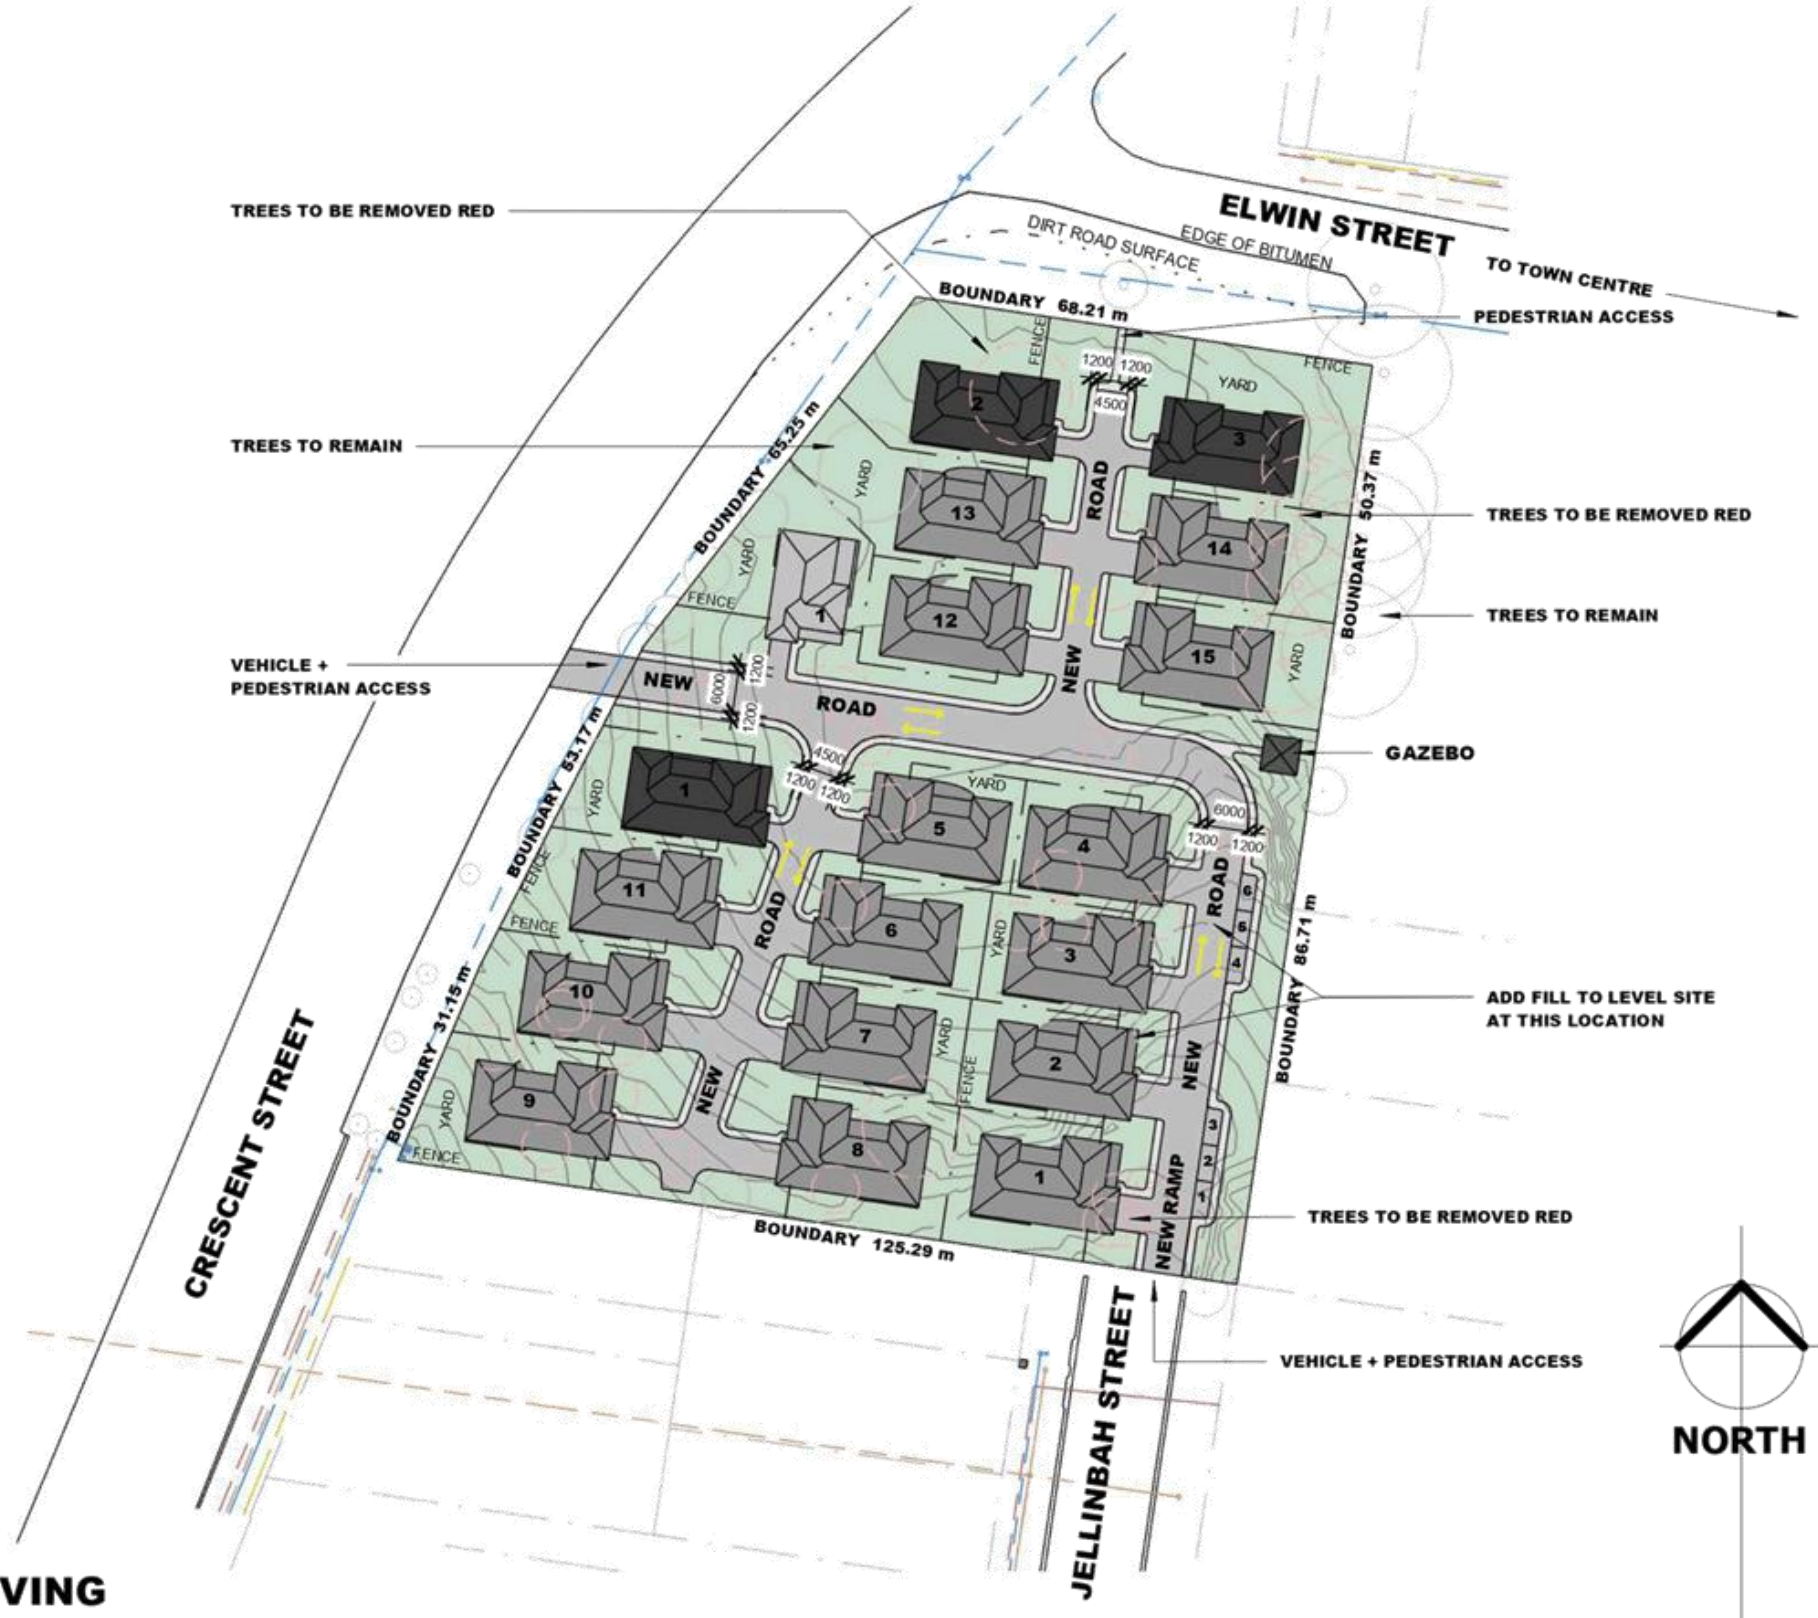 ELWIN STREET
TO TOWN CENTRE
DIRT ROAD SURFACE
EDGE OF BITUMEN
TREES TO BE REMOVED RED
BOUNDARY 68.21 m
PEDESTRIAN ACCESS
FENCE
FENCE
1200
1200
4500
YARD
2
3
TREES TO REMAIN
BOUNDARY 65.25 m
YARD
ROAD
BOUNDARY 50.37 m
13
14
TREES TO BE REMOVED RED
YARD
FENCE
1
12
15
YARD
TREES TO REMAIN
VEHICLE +
PEDESTRIAN ACCESS
NEW
6000
1200
1200
ROAD
NEW
GAZEBO
BOUNDARY 53.17 m
YARD
1
4500
1200
1200
YARD
5
4
6000
1200
1200
FENCE
11
ROAD
6
YARD
3
ROAD
6
5
4
BOUNDARY 86.71 m
FENCE
BOUNDARY 31.15 m
10
7
YARD
FENCE
2
NEW
ADD FILL TO LEVEL SITE
AT THIS LOCATION
YARD
9
NEW
8
1
3
2
1
NEW RAMP
FENCE
TREES TO BE REMOVED RED
BOUNDARY 125.29 m
CRESCENT STREET
JELLINBAH STREET
VEHICLE + PEDESTRIAN ACCESS
NORTH
VING